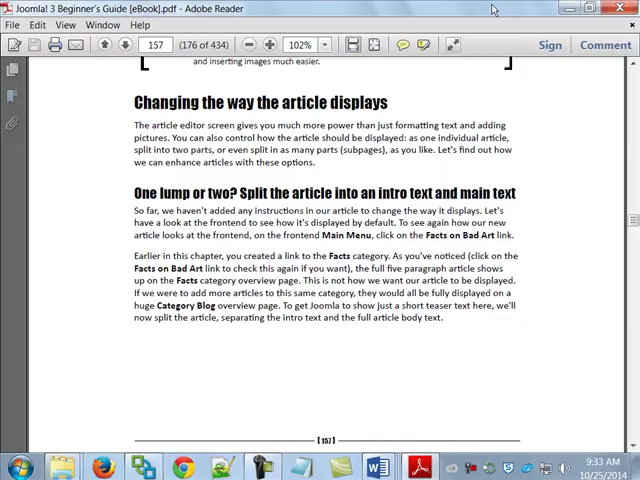 Joomla! 3 Beginner's Guide [eBook].pdf - Adobe Reader
File Edit View Window Help
157 (176 of 434) 102% Sign Comment
and inserting images much easier.
Changing the way the article displays
The article editor screen gives you much more power than just formatting text and adding
pictures. You can also control how the article should be displayed: as one individual article,
split into two parts, or even split in as many parts (subpages), as you like. Let's find out how
we can enhance articles with these options.
One lump or two? Split the article into an intro text and main text
So far, we haven't added any instructions in our article to change the way it displays. Let's
have a look at the frontend to see how it's displayed by default. To see again how our new
article looks at the frontend, on the frontend Main Menu, click on the Facts on Bad Art link.
Earlier in this chapter, you created a link to the Facts category. As you've noticed (click on the
Facts on Bad Art link to check this again if you want), the full five paragraph article shows
up on the Facts category overview page. This is not how we want our article to be displayed.
If we were to add more articles to this same category, they would all be fully displayed on a
huge Category Blog overview page. To get Joomla to show just a short teaser text here, we'll
now split the article, separating the intro text and the full article body text.
[ 157 ]
9:33 AM
10/25/2014